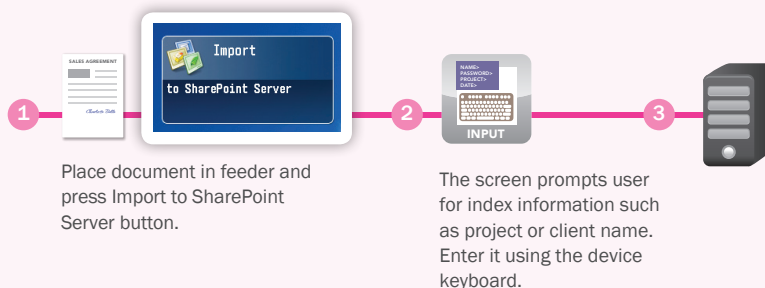 SALES AGREEMENT
Import
to SharePoint Server
NAME>
PASSWORD>
PROJECT>
DATE>
1
2
INPUT
3
Place document in feeder and
press Import to SharePoint
Server button.
The screen prompts user
for index information such
as project or client name.
Enter it using the device
keyboard.